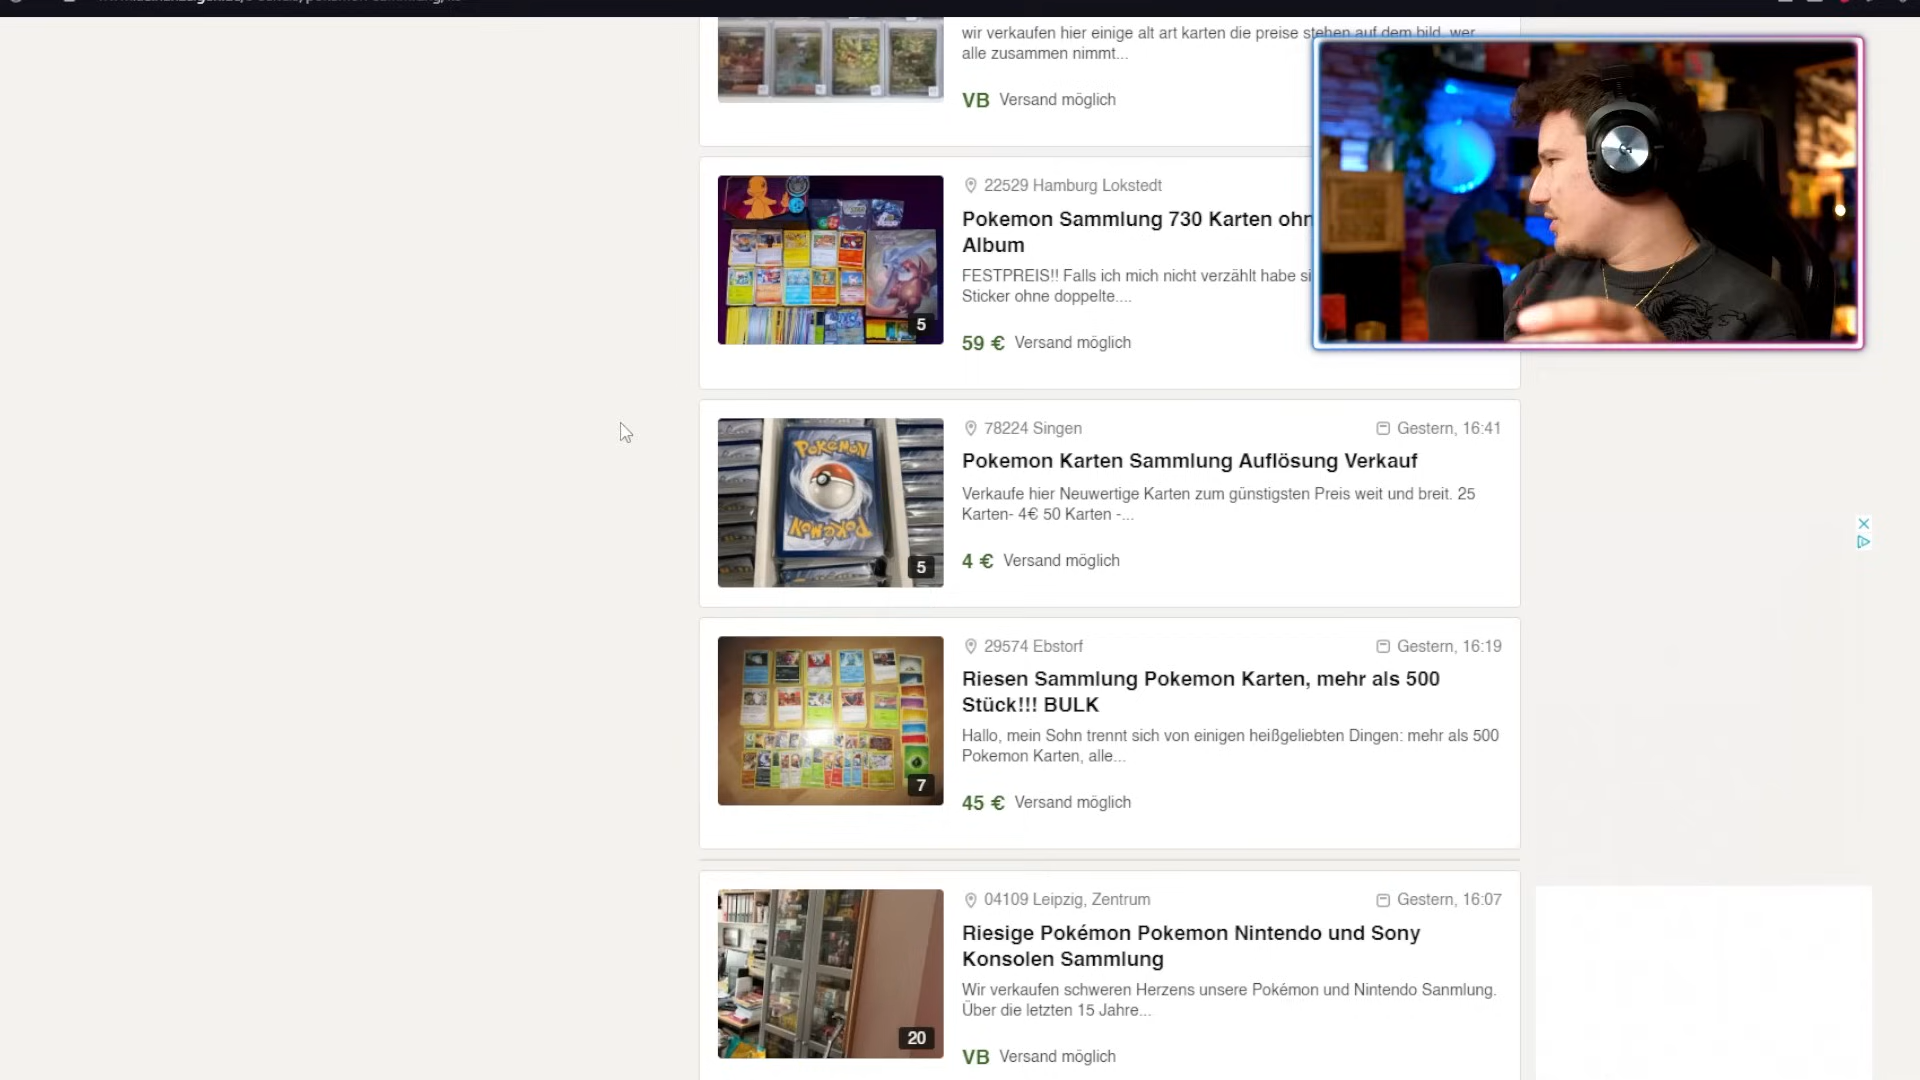 wir verkaufen hier einige alt art karten die preise stehen auf dem bild, wer
alle zusammen nimmt...
VB Versand möglich
22529 Hamburg Lokstedt
Pokemon Sammlung 730 Karten ohn
Album
FESTPREIS!! Falls ich mich nicht verzählt habe si
Sticker ohne doppelte....
5
59 € Versand möglich
78224 Singen
Gestern, 16:41
Pokemon Karten Sammlung Auflösung Verkauf
Verkaufe hier Neuwertige Karten zum günstigsten Preis weit und breit. 25
Karten- 4€ 50 Karten -...
POKéMON
POKéMON
5
4 € Versand möglich
29574 Ebstorf
Gestern, 16:19
Riesen Sammlung Pokemon Karten, mehr als 500
Stück!!! BULK
Hallo, mein Sohn trennt sich von einigen heißgeliebten Dingen: mehr als 500
Pokemon Karten, alle...
7
45 € Versand möglich
04109 Leipzig, Zentrum
Gestern, 16:07
Riesige Pokémon Pokemon Nintendo und Sony
Konsolen Sammlung
Wir verkaufen schweren Herzens unsere Pokémon und Nintendo Sanmlung.
Über die letzten 15 Jahre...
20
VB Versand möglich